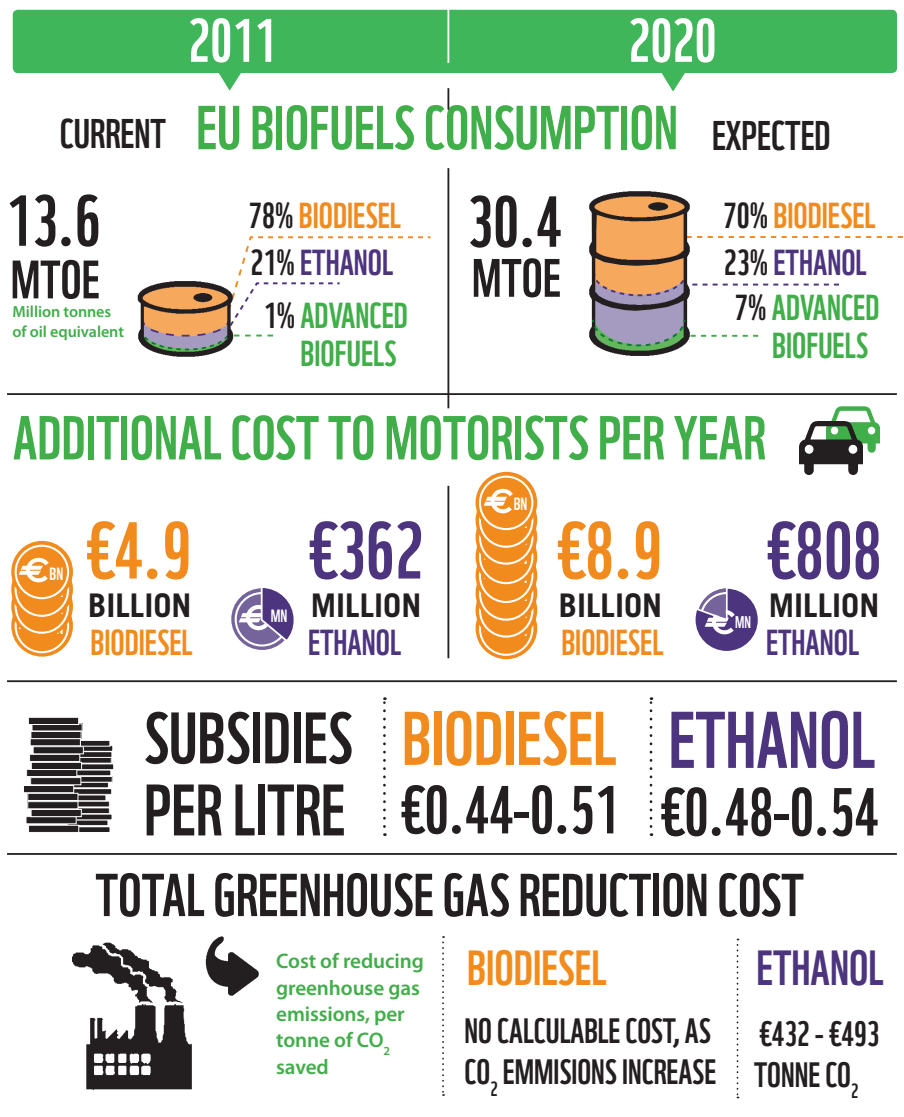 2011
2020
CURRENT
EU BIOFUELS CONSUMPTION
EXPECTED
13.6
MTOE
Million tonnes
of oil equivalent
78% BIODIESEL
21% ETHANOL
1% ADVANCED
BIOFUELS
30.4
MTOE
70% BIODIESEL
23% ETHANOL
7% ADVANCED
BIOFUELS
ADDITIONAL COST TO MOTORISTS PER YEAR
€ BN
€4.9
BILLION
BIODIESEL
€ MN
€362
MILLION
ETHANOL
€ BN
€8.9
BILLION
BIODIESEL
€ MN
€808
MILLION
ETHANOL
SUBSIDIES
PER LITRE
BIODIESEL
€0.44-0.51
ETHANOL
€0.48-0.54
TOTAL GREENHOUSE GAS REDUCTION COST
Cost of reducing
greenhouse gas
emissions, per
tonne of CO₂
saved
BIODIESEL
NO CALCULABLE COST, AS
CO₂ EMMISIONS INCREASE
ETHANOL
€432 - €493
TONNE CO₂